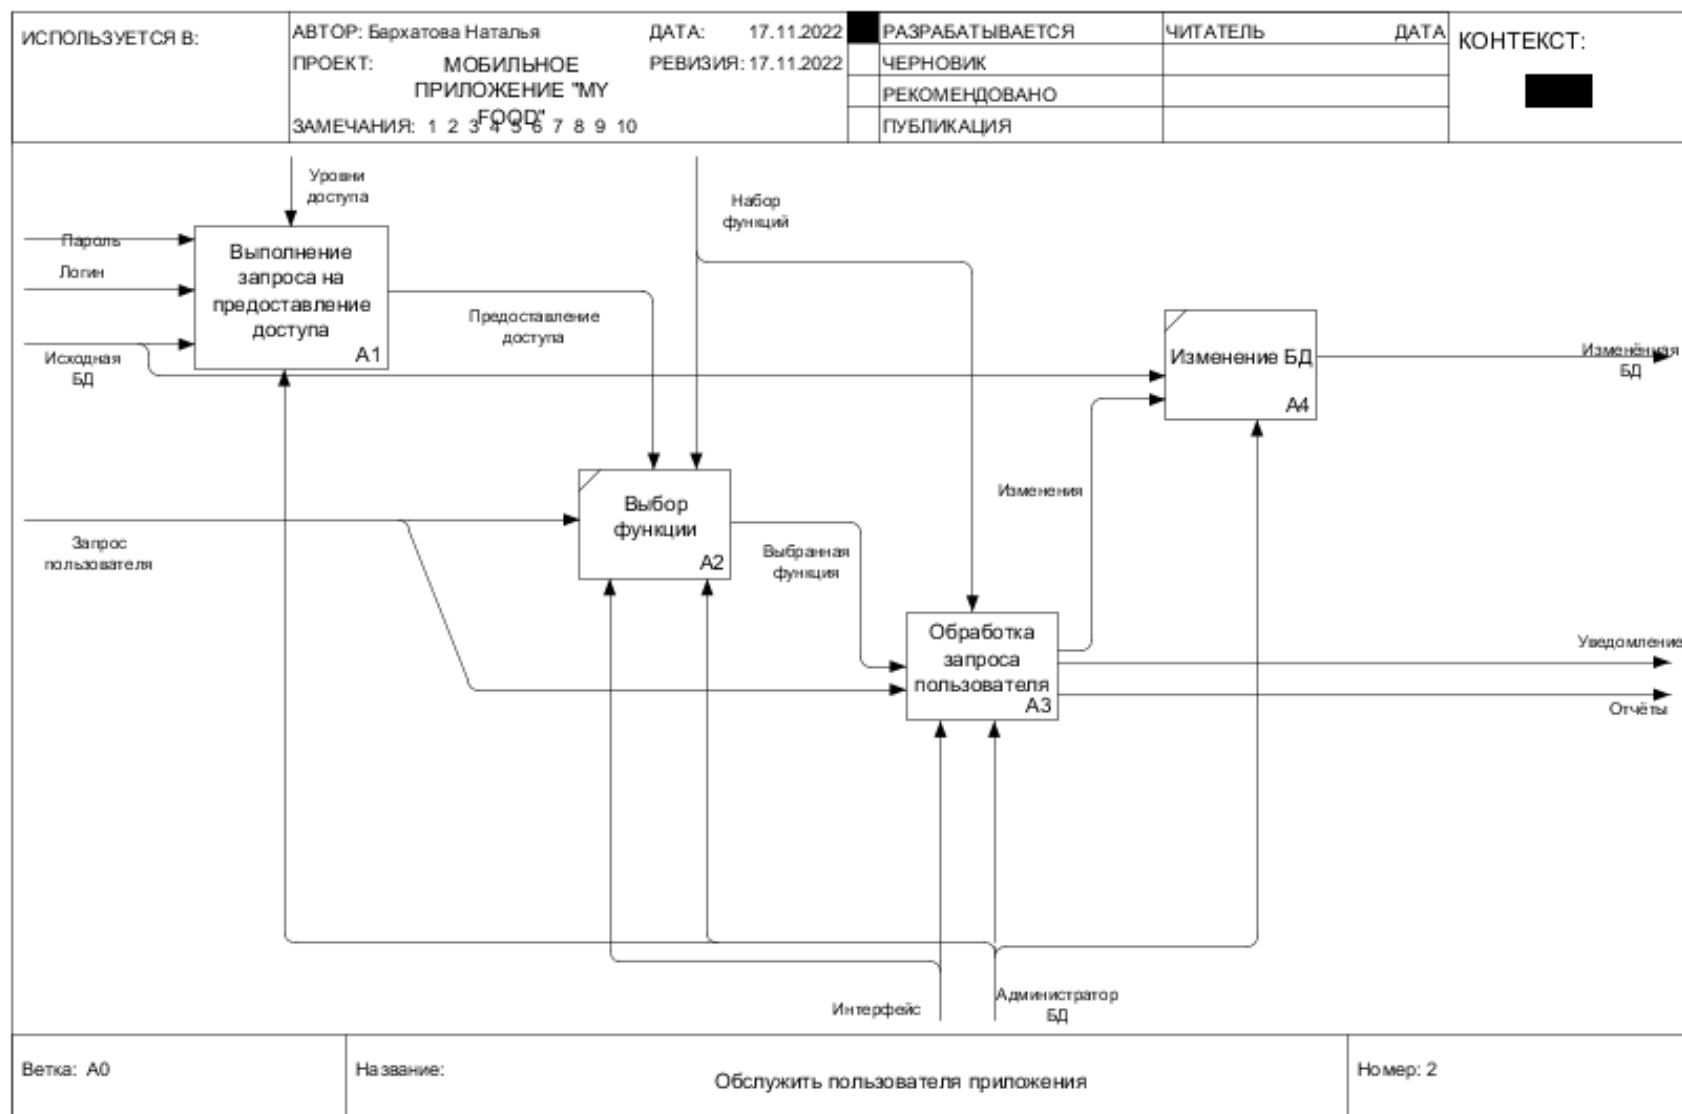 ИСПОЛЬЗУЕТСЯ В:
АВТОР: Бархатова Наталья
ДАТА: 17.11.2022
ПРОЕКТ: МОБИЛЬНОЕ
ПРИЛОЖЕНИЕ "MY
FOOD"
РЕВИЗИЯ: 17.11.2022
ЗАМЕЧАНИЯ: 1 2 3 4 5 6 7 8 9 10
РАЗРАБАТЫВАЕТСЯ
ЧЕРНОВИК
РЕКОМЕНДОВАНО
ПУБЛИКАЦИЯ
ЧИТАТЕЛЬ
ДАТА
КОНТЕКСТ:
Уровни
доступа
Набор
функций
Пароль
Логин
Исходная
БД
Выполнение
запроса на
предоставление
доступа
A1
Предоставление
доступа
Изменение БД
A4
Изменённая
БД
Запрос
пользователя
Выбор
функции
A2
Изменения
Выбранная
функция
Обработка
запроса
пользователя
A3
Уведомление
Отчёты
Интерфейс
Администратор
БД
Ветка: A0
Название:
Обслужить пользователя приложения
Номер: 2